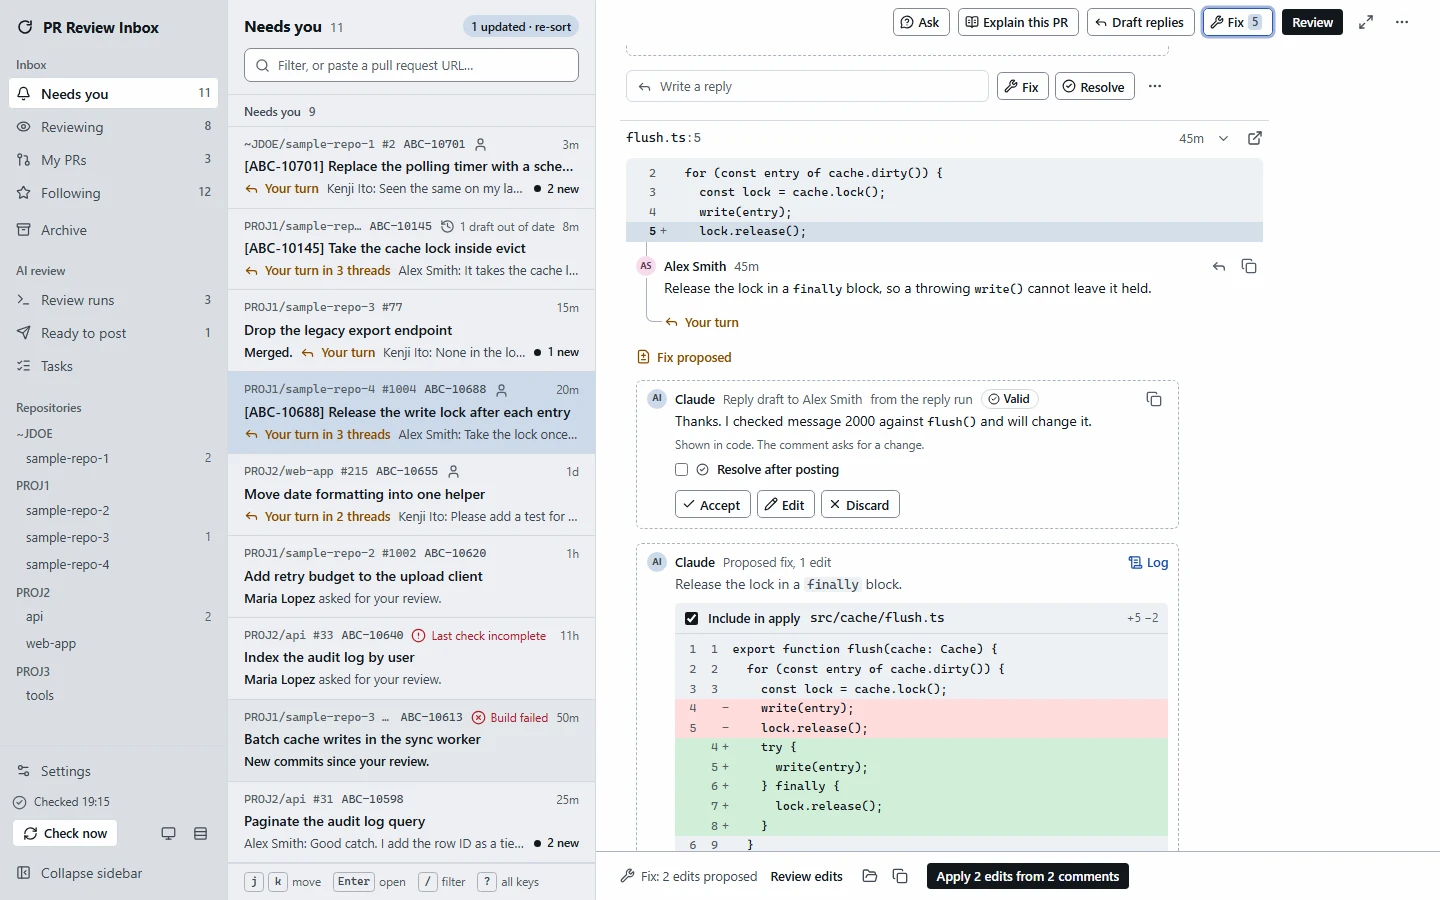 PR Review Inbox
Inbox
Needs you 11
Reviewing 8
My PRs 3
Following 12
Archive
AI review
Review runs 3
Ready to post 1
Tasks
Repositories
~JDOE
sample-repo-1 2
PROJ1
sample-repo-2
sample-repo-3 1
sample-repo-4
PROJ2
api 2
web-app
PROJ3
tools
Settings
Checked 19:15
Check now
Collapse sidebar
Needs you 11
1 updated · re-sort
Filter, or paste a pull request URL...
Needs you 9
~JDOE/sample-repo-1 #2 ABC-10701 3m
[ABC-10701] Replace the polling timer with a sche...
Your turn Kenji Ito: Seen the same on my la... 2 new
PROJ1/sample-rep... ABC-10145 1 draft out of date 8m
[ABC-10145] Take the cache lock inside evict
Your turn in 3 threads Alex Smith: It takes the cache l...
PROJ1/sample-repo-3 #77 15m
Drop the legacy export endpoint
Merged. Your turn Kenji Ito: None in the lo... 1 new
PROJ1/sample-repo-4 #1004 ABC-10688 20m
[ABC-10688] Release the write lock after each entry
Your turn in 3 threads Alex Smith: Take the lock once...
PROJ2/web-app #215 ABC-10655 1d
Move date formatting into one helper
Your turn in 2 threads Kenji Ito: Please add a test for ...
PROJ1/sample-repo-2 #1002 ABC-10620 1h
Add retry budget to the upload client
Maria Lopez asked for your review.
PROJ2/api #33 ABC-10640 Last check incomplete 11h
Index the audit log by user
Maria Lopez asked for your review.
PROJ1/sample-repo-3 ... ABC-10613 Build failed 50m
Batch cache writes in the sync worker
New commits since your review.
PROJ2/api #31 ABC-10598 25m
Paginate the audit log query
Alex Smith: Good catch. I add the row ID as a tie... 2 new
j k move Enter open / filter ? all keys
Ask Explain this PR Draft replies Fix 5 Review
Write a reply Fix Resolve
flush.ts:5 45m
2 for (const entry of cache.dirty()) {
3 const lock = cache.lock();
4 write(entry);
5 + lock.release();
AS Alex Smith 45m
Release the lock in a finally block, so a throwing write() cannot leave it held.
Your turn
Fix proposed
AI Claude Reply draft to Alex Smith from the reply run Valid
Thanks. I checked message 2000 against flush() and will change it.
Shown in code. The comment asks for a change.
Resolve after posting
Accept Edit Discard
AI Claude Proposed fix, 1 edit Log
Release the lock in a finally block.
Include in apply src/cache/flush.ts +5 −2
1 1 export function flush(cache: Cache) {
2 2 for (const entry of cache.dirty()) {
3 3 const lock = cache.lock();
4 − write(entry);
5 − lock.release();
4 + try {
5 + write(entry);
6 + } finally {
7 + lock.release();
8 + }
6 9 }
Fix: 2 edits proposed Review edits Apply 2 edits from 2 comments